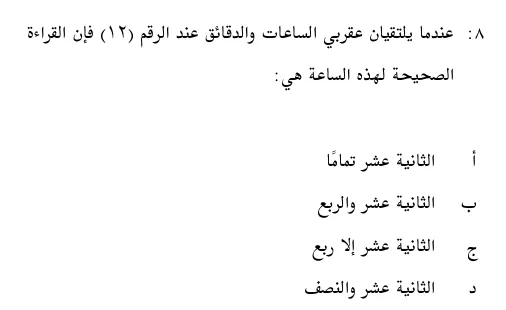 ٨: عندما يلتقيان عقربي الساعات والدقائق عند الرقم (١٢) فإن القراءة
الصحيحة لهذه الساعة هي:
أ الثانية عشر تمامًا
ب الثانية عشر والربع
ج الثانية عشر إلا ربع
د الثانية عشر والنصف